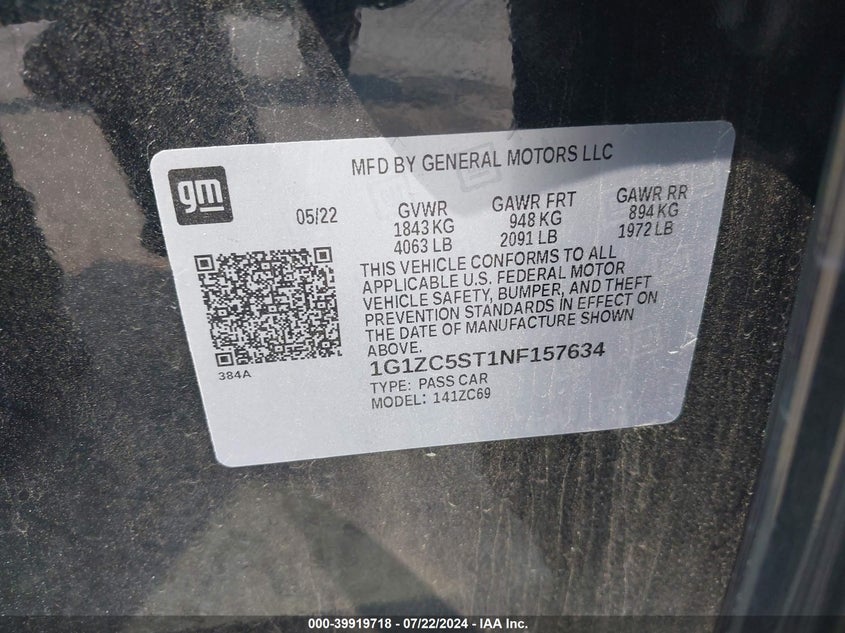 MFD BY GENERAL MOTORS LLC
gm
05/22
GVWR GAWR FRT GAWR RR
1843 KG 948 KG 894 KG
4063 LB 2091 LB 1972 LB
THIS VEHICLE CONFORMS TO ALL
APPLICABLE U.S. FEDERAL MOTOR
VEHICLE SAFETY, BUMPER, AND THEFT
PREVENTION STANDARDS IN EFFECT ON
THE DATE OF MANUFACTURE SHOWN
ABOVE.
384A
1G1ZC5ST1NF157634
TYPE: PASS CAR
MODEL: 141ZC69
000-39919718 - 07/22/2024 - IAA Inc.